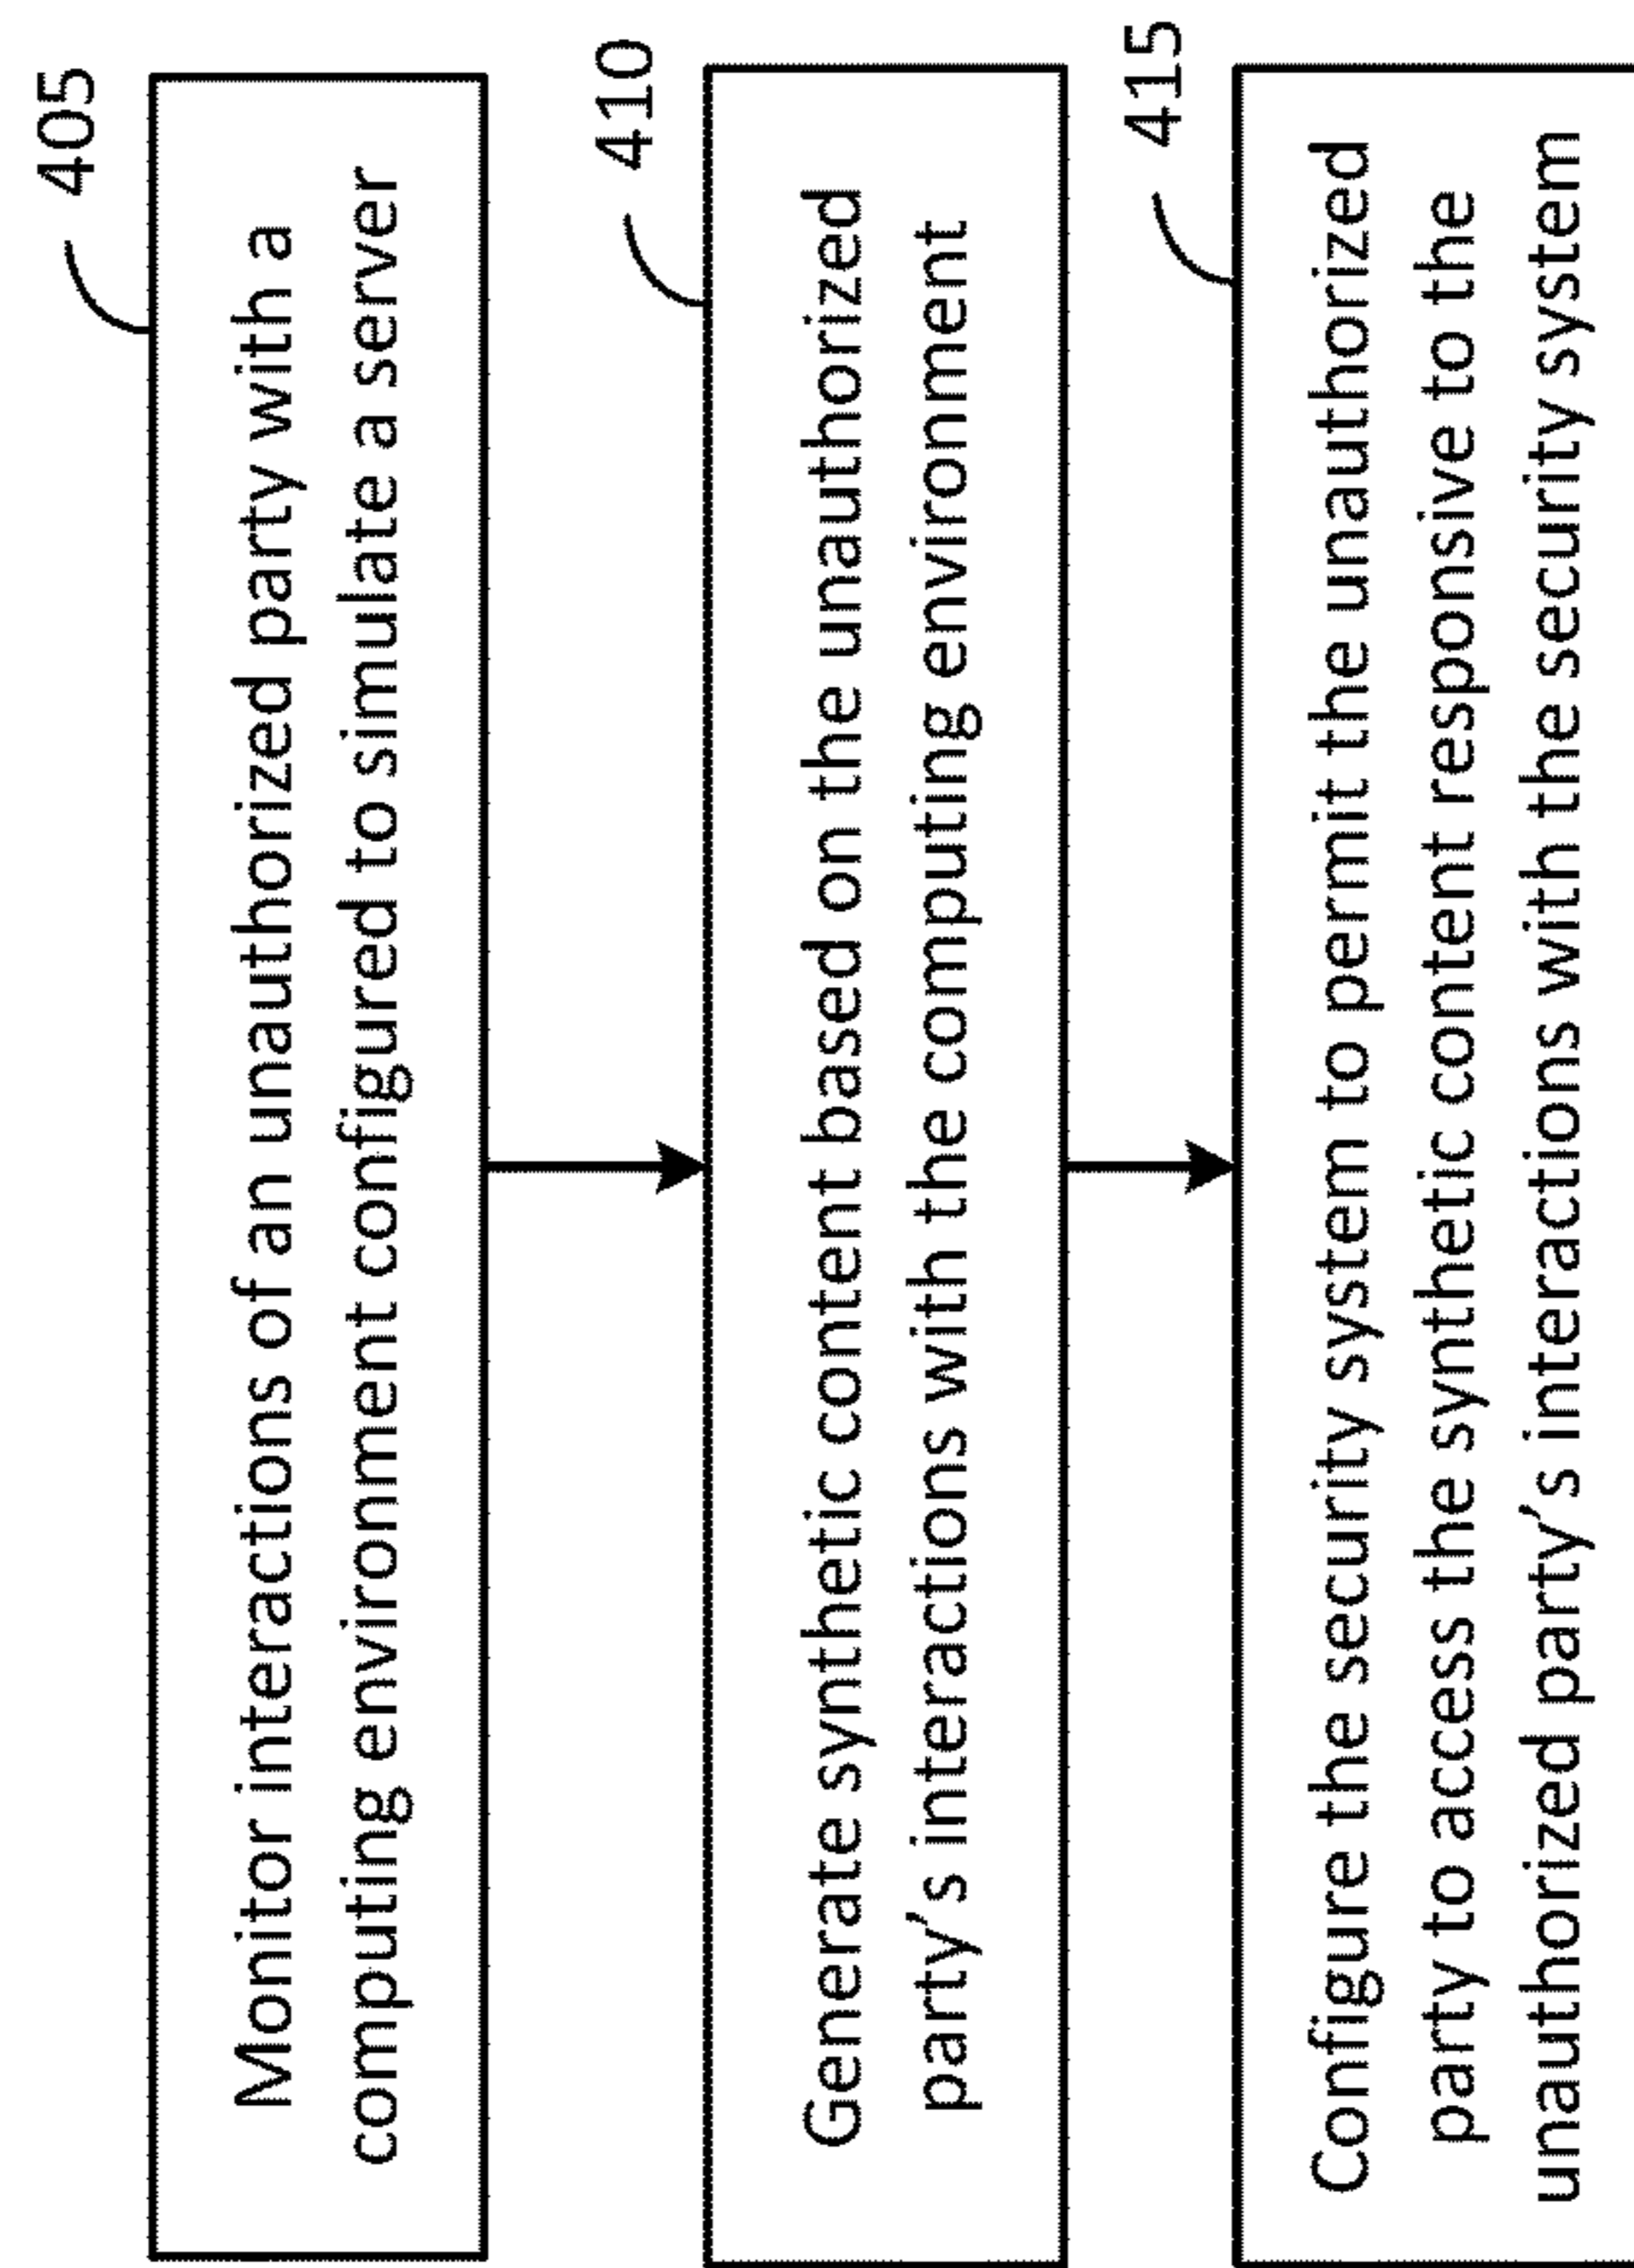 405
Monitor interactions of an unauthorized party with a
computing environment configured to simulate a server
410
Generate synthetic content based on the unauthorized
party's interactions with the computing environment
415
Configure the security system to permit the unauthorized
party to access the synthetic content responsive to the
unauthorized party's interactions with the security system